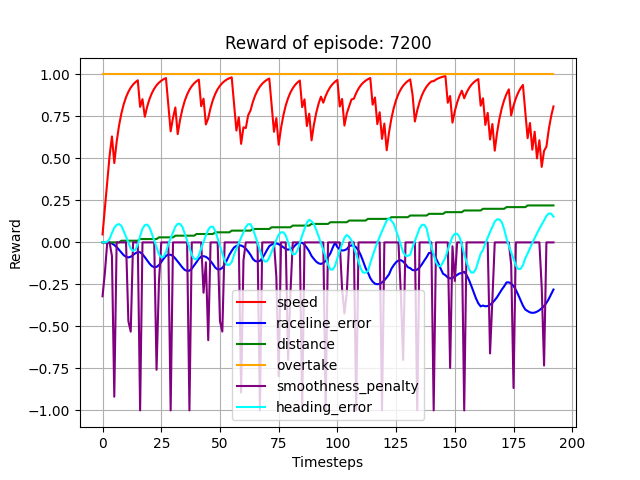 Reward of episode: 7200
Reward
1.00
0.75
0.50
0.25
0.00
−0.25
−0.50
−0.75
−1.00
speed
raceline_error
distance
overtake
smoothness_penalty
heading_error
0 25 50 75 100 125 150 175 200
Timesteps